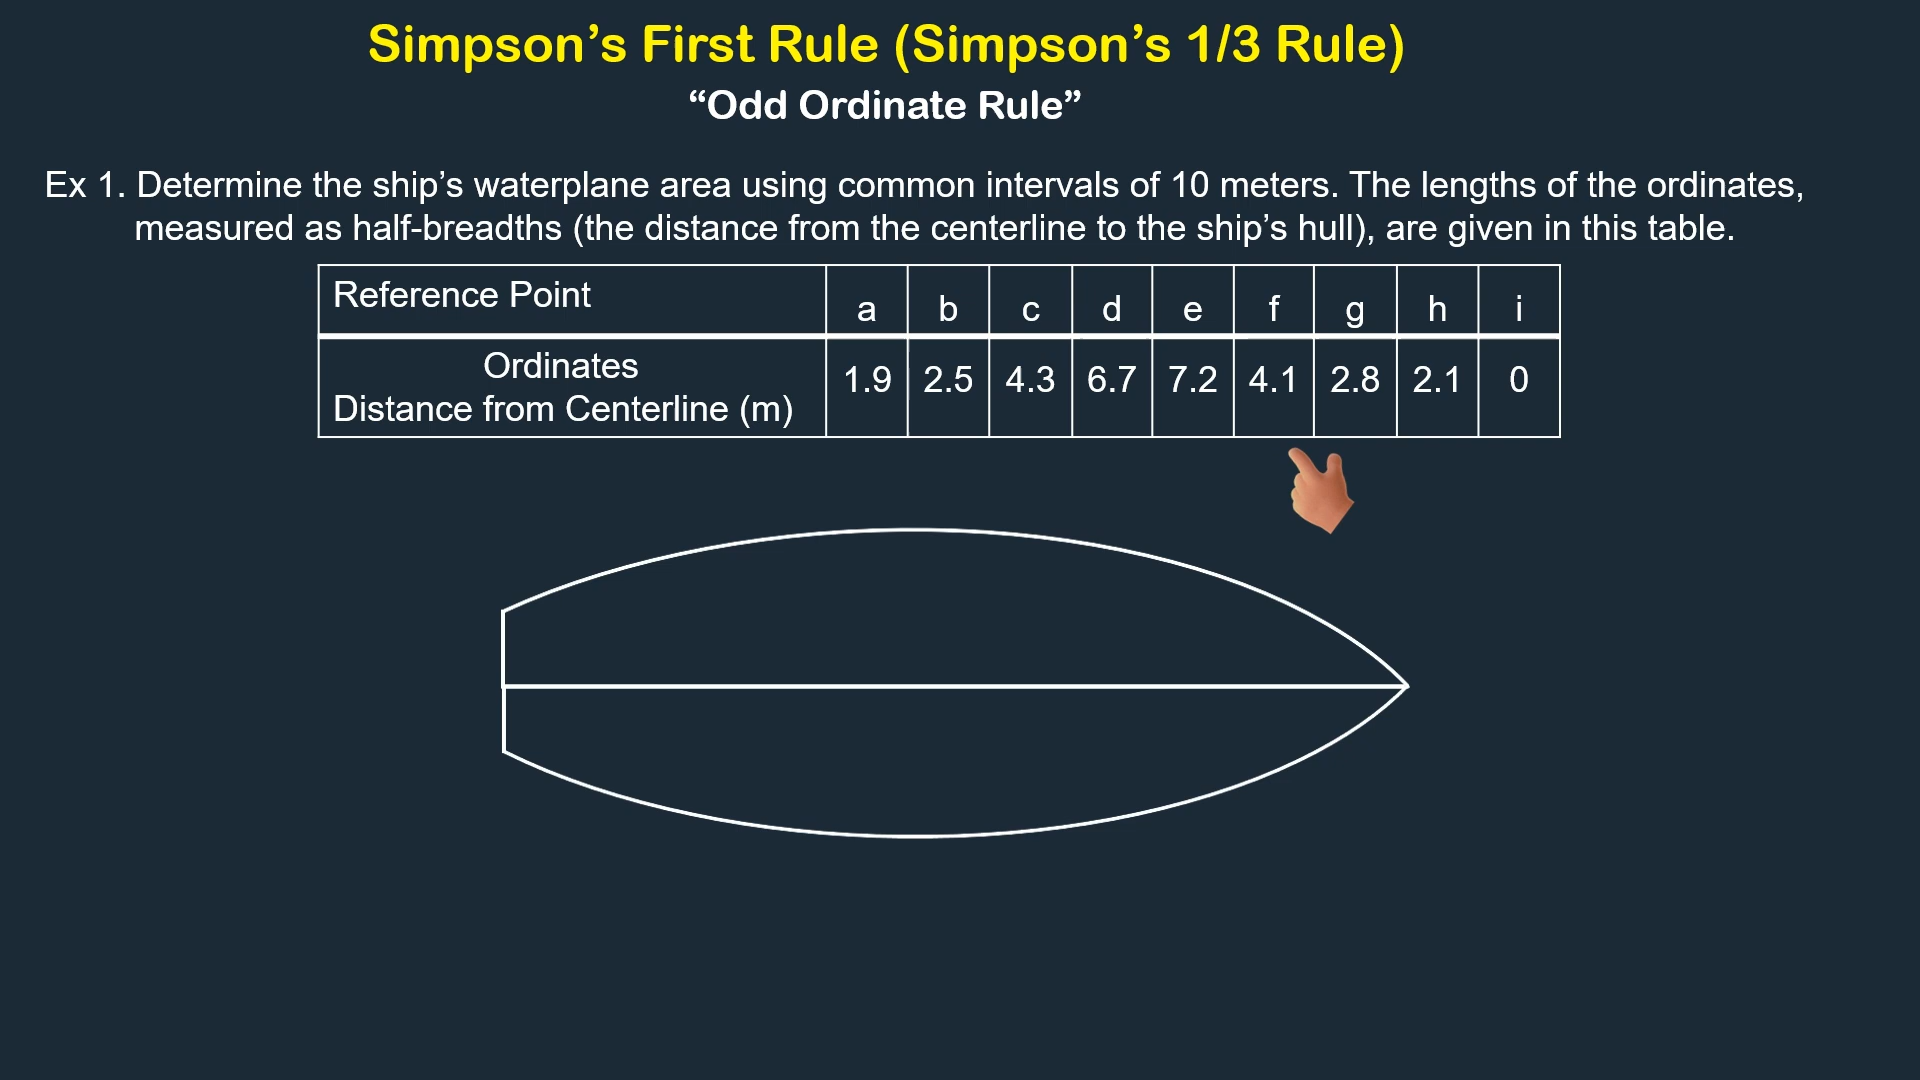 Simpson’s First Rule (Simpson’s 1/3 Rule)
“Odd Ordinate Rule”
Ex 1. Determine the ship’s waterplane area using common intervals of 10 meters. The lengths of the ordinates,
measured as half-breadths (the distance from the centerline to the ship’s hull), are given in this table.
Reference Point a b c d e f g h i
Ordinates
Distance from Centerline (m) 1.9 2.5 4.3 6.7 7.2 4.1 2.8 2.1 0